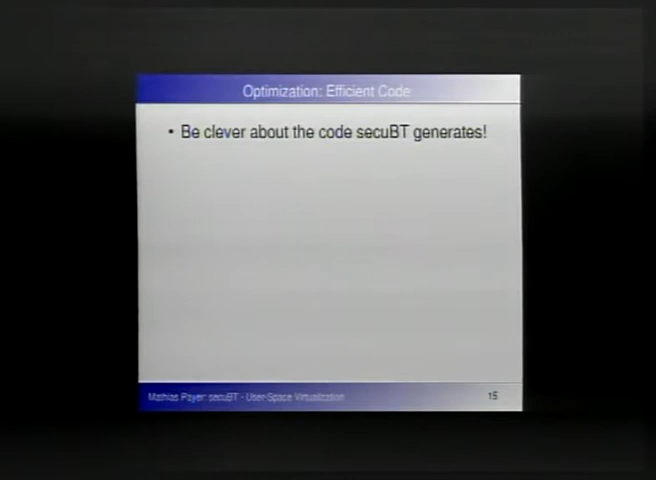 Optimization: Efficient Code
• Be clever about the code secuBT generates!
Mathias Payer: secuBT - User-Space Virtualization
15